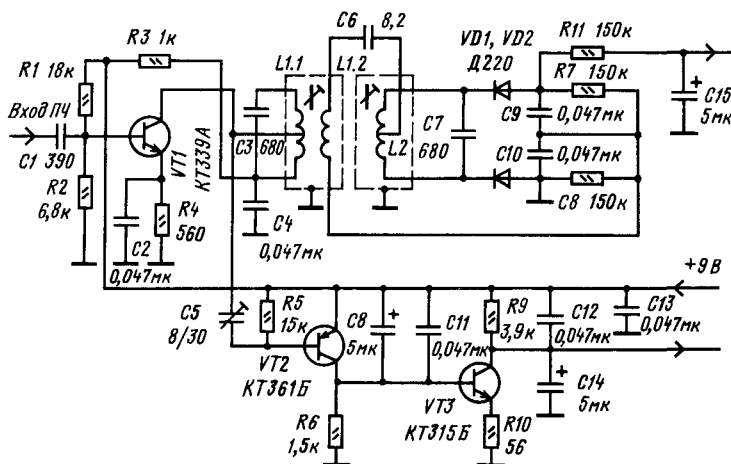 C6 8,2
R3 1к
L1.1
L1.2
VD1, VD2
Д220
R11 150к
R1 18к
R7 150к
C15
5мк
+
Вход ПЧ
C9
0,047мк
C1 390
VT1
КТ339А
C3 680
C7
680
L2
C10
0,047мк
R2
6,8к
R4
560
C4
0,047мк
C8 150к
C2
0,047мк
+9 В
C5
8/30
R5
15к
C8
5мк
+
C11
0,047мк
R9
3,9к
C12
0,047мк
C13
0,047мк
VT2
КТ361Б
VT3
КТ315Б
C14
5мк
+
R6
1,5к
R10
56